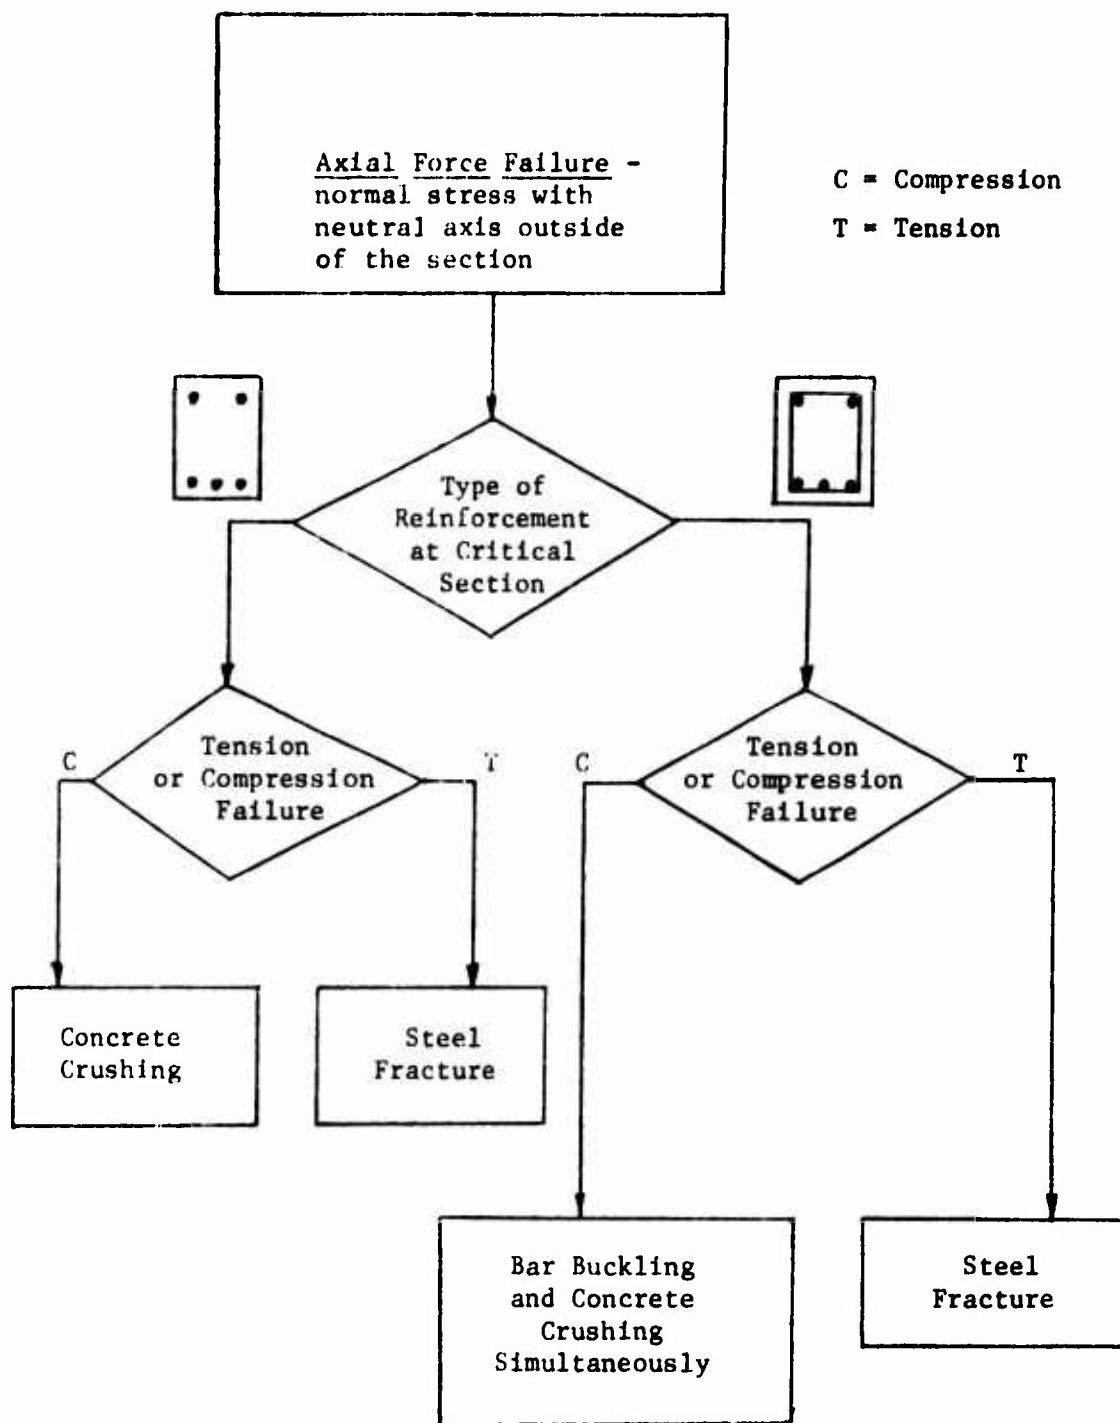 Axial Force Failure -
normal stress with
neutral axis outside
of the section
C = Compression
T = Tension
Type of
Reinforcement
at Critical
Section
C
Tension
or Compression
Failure
T
C
Tension
or Compression
Failure
T
Concrete
Crushing
Steel
Fracture
Bar Buckling
and Concrete
Crushing
Simultaneously
Steel
Fracture